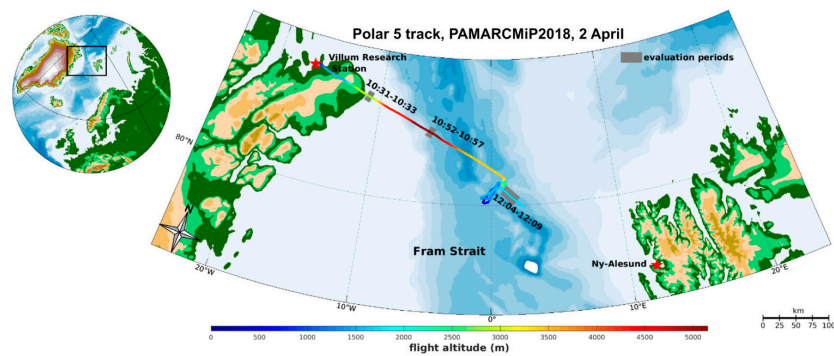 Polar 5 track, PAMARCMiP2018, 2 April
Villum Research
Station
evaluation periods
10:31-10:33
10:52-10:57
12:04-12:09
80°N
N
Fram Strait
Ny-Alesund
20°W
10°W
0°
10°E
20°E
km
0 25 50 75 100
0 500 1000 1500 2000 2500 3000 3500 4000 4500 5000
flight altitude (m)